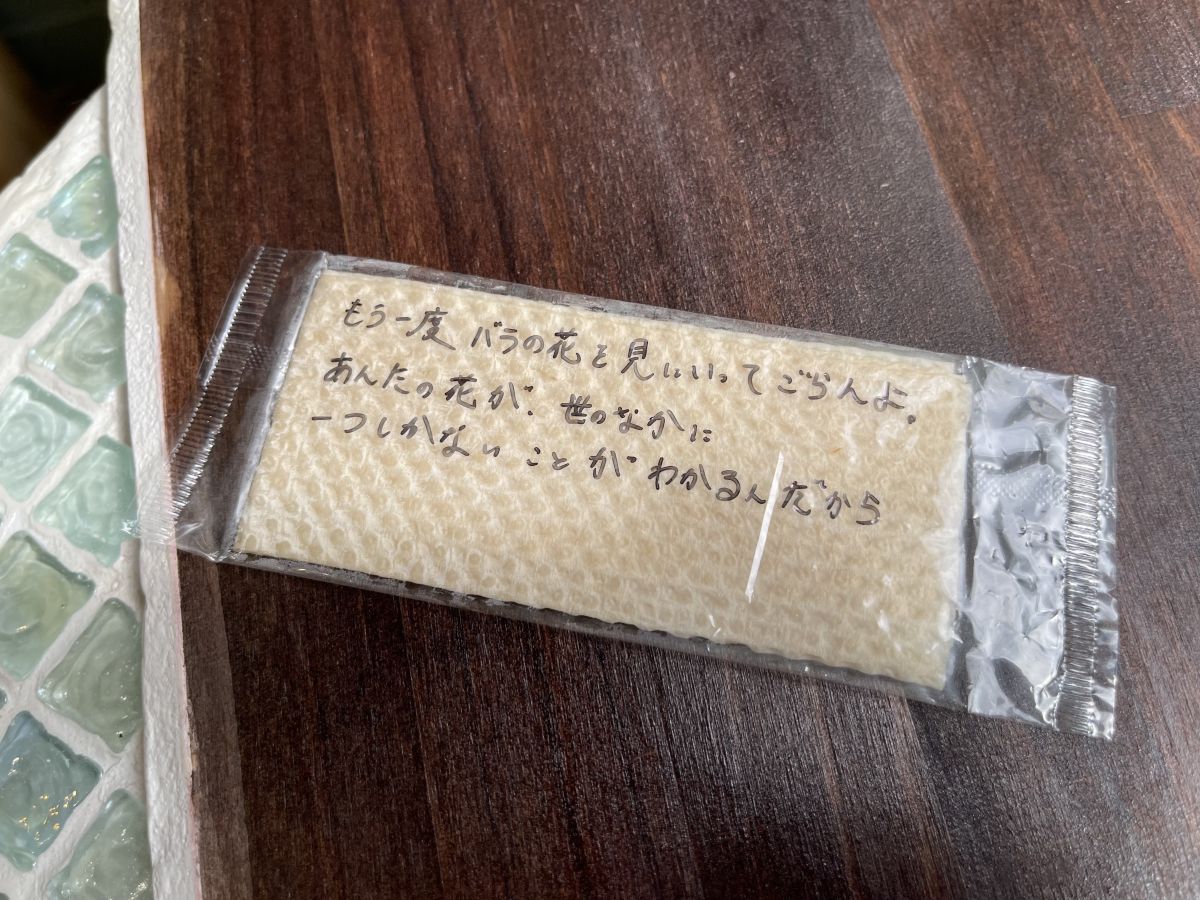 もう一度 バラの花を見にいってごらんよ。
あんたの花が、世のなかに
一つしかないことがわかるんだから